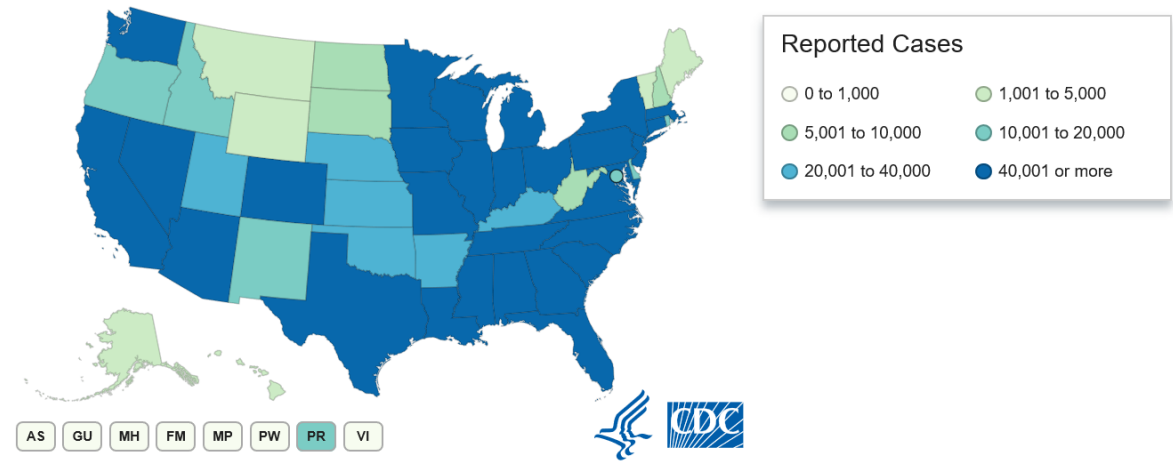 Reported Cases
0 to 1,000
1,001 to 5,000
5,001 to 10,000
10,001 to 20,000
20,001 to 40,000
40,001 or more
CDC
AS GU MH FM MP PW PR VI